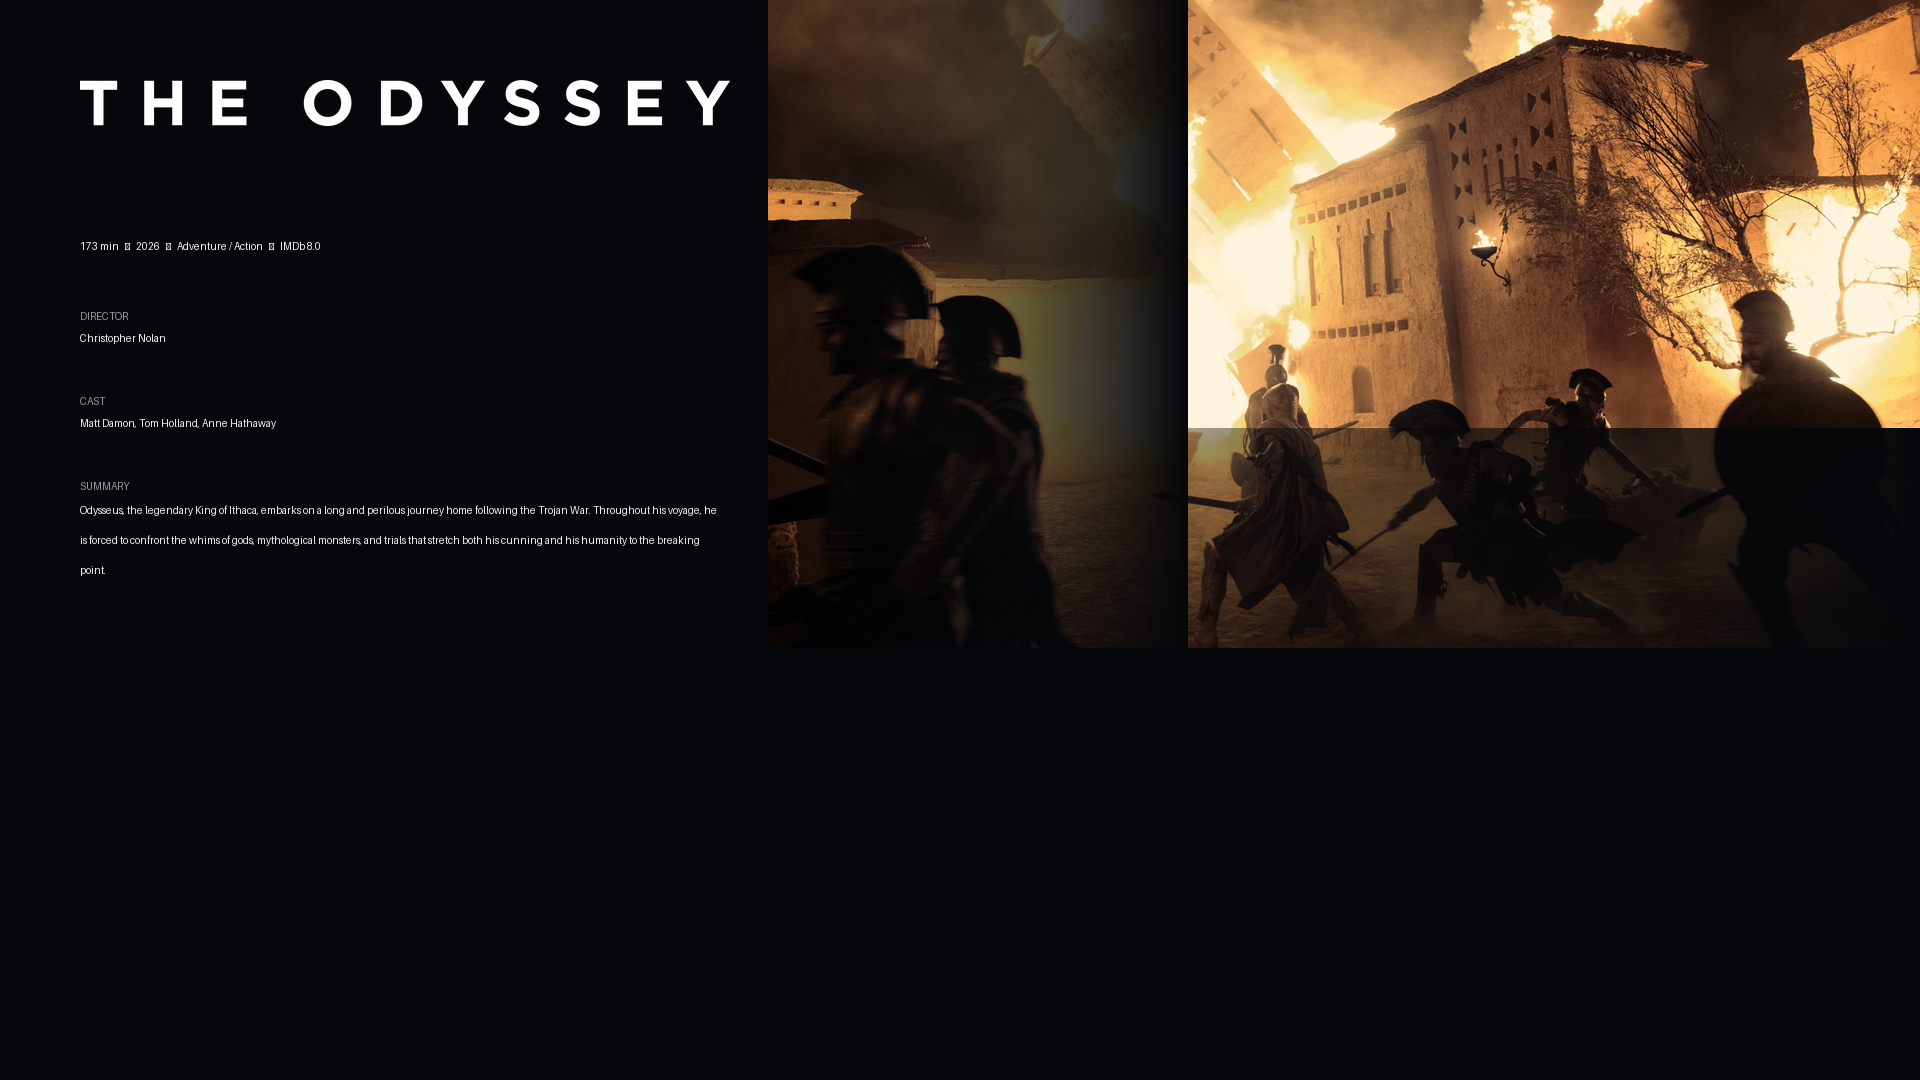 THE ODYSSEY
173 min ▯ 2026 ▯ Adventure / Action ▯ IMDb 8.0
DIRECTOR
Christopher Nolan
CAST
Matt Damon, Tom Holland, Anne Hathaway
SUMMARY
Odysseus, the legendary King of Ithaca, embarks on a long and perilous journey home following the Trojan War. Throughout his voyage, he
is forced to confront the whims of gods, mythological monsters, and trials that stretch both his cunning and his humanity to the breaking
point.